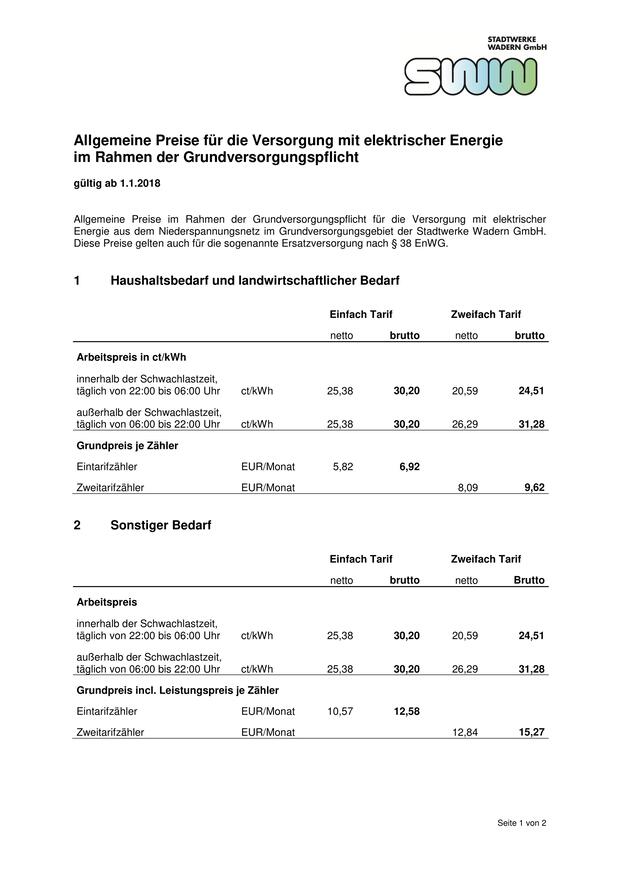 STADTWERKE
WADERN GmbH
SWW
Allgemeine Preise für die Versorgung mit elektrischer Energie
im Rahmen der Grundversorgungspflicht
gültig ab 1.1.2018
Allgemeine Preise im Rahmen der Grundversorgungspflicht für die Versorgung mit elektrischer
Energie aus dem Niederspannungsnetz im Grundversorgungsgebiet der Stadtwerke Wadern GmbH.
Diese Preise gelten auch für die sogenannte Ersatzversorgung nach § 38 EnWG.
1 Haushaltsbedarf und landwirtschaftlicher Bedarf
Einfach Tarif Zweifach Tarif
netto brutto netto brutto
Arbeitspreis in ct/kWh
innerhalb der Schwachlastzeit,
täglich von 22:00 bis 06:00 Uhr ct/kWh 25,38 30,20 20,59 24,51
außerhalb der Schwachlastzeit,
täglich von 06:00 bis 22:00 Uhr ct/kWh 25,38 30,20 26,29 31,28
Grundpreis je Zähler
Eintarifzähler EUR/Monat 5,82 6,92
Zweitarifzähler EUR/Monat 8,09 9,62
2 Sonstiger Bedarf
Einfach Tarif Zweifach Tarif
netto brutto netto Brutto
Arbeitspreis
innerhalb der Schwachlastzeit,
täglich von 22:00 bis 06:00 Uhr ct/kWh 25,38 30,20 20,59 24,51
außerhalb der Schwachlastzeit,
täglich von 06:00 bis 22:00 Uhr ct/kWh 25,38 30,20 26,29 31,28
Grundpreis incl. Leistungspreis je Zähler
Eintarifzähler EUR/Monat 10,57 12,58
Zweitarifzähler EUR/Monat 12,84 15,27
Seite 1 von 2